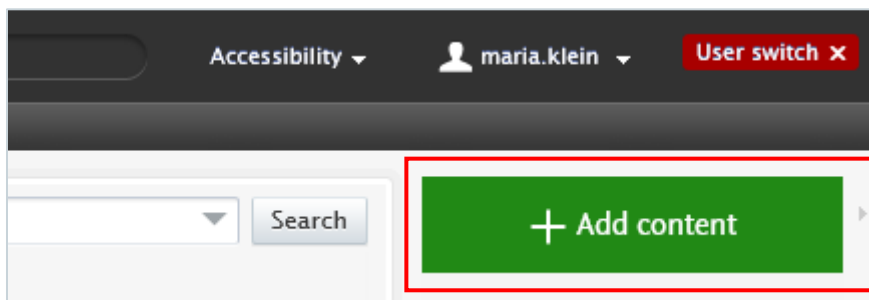 Accessibility
maria.klein
User switch ×
Search
+ Add content